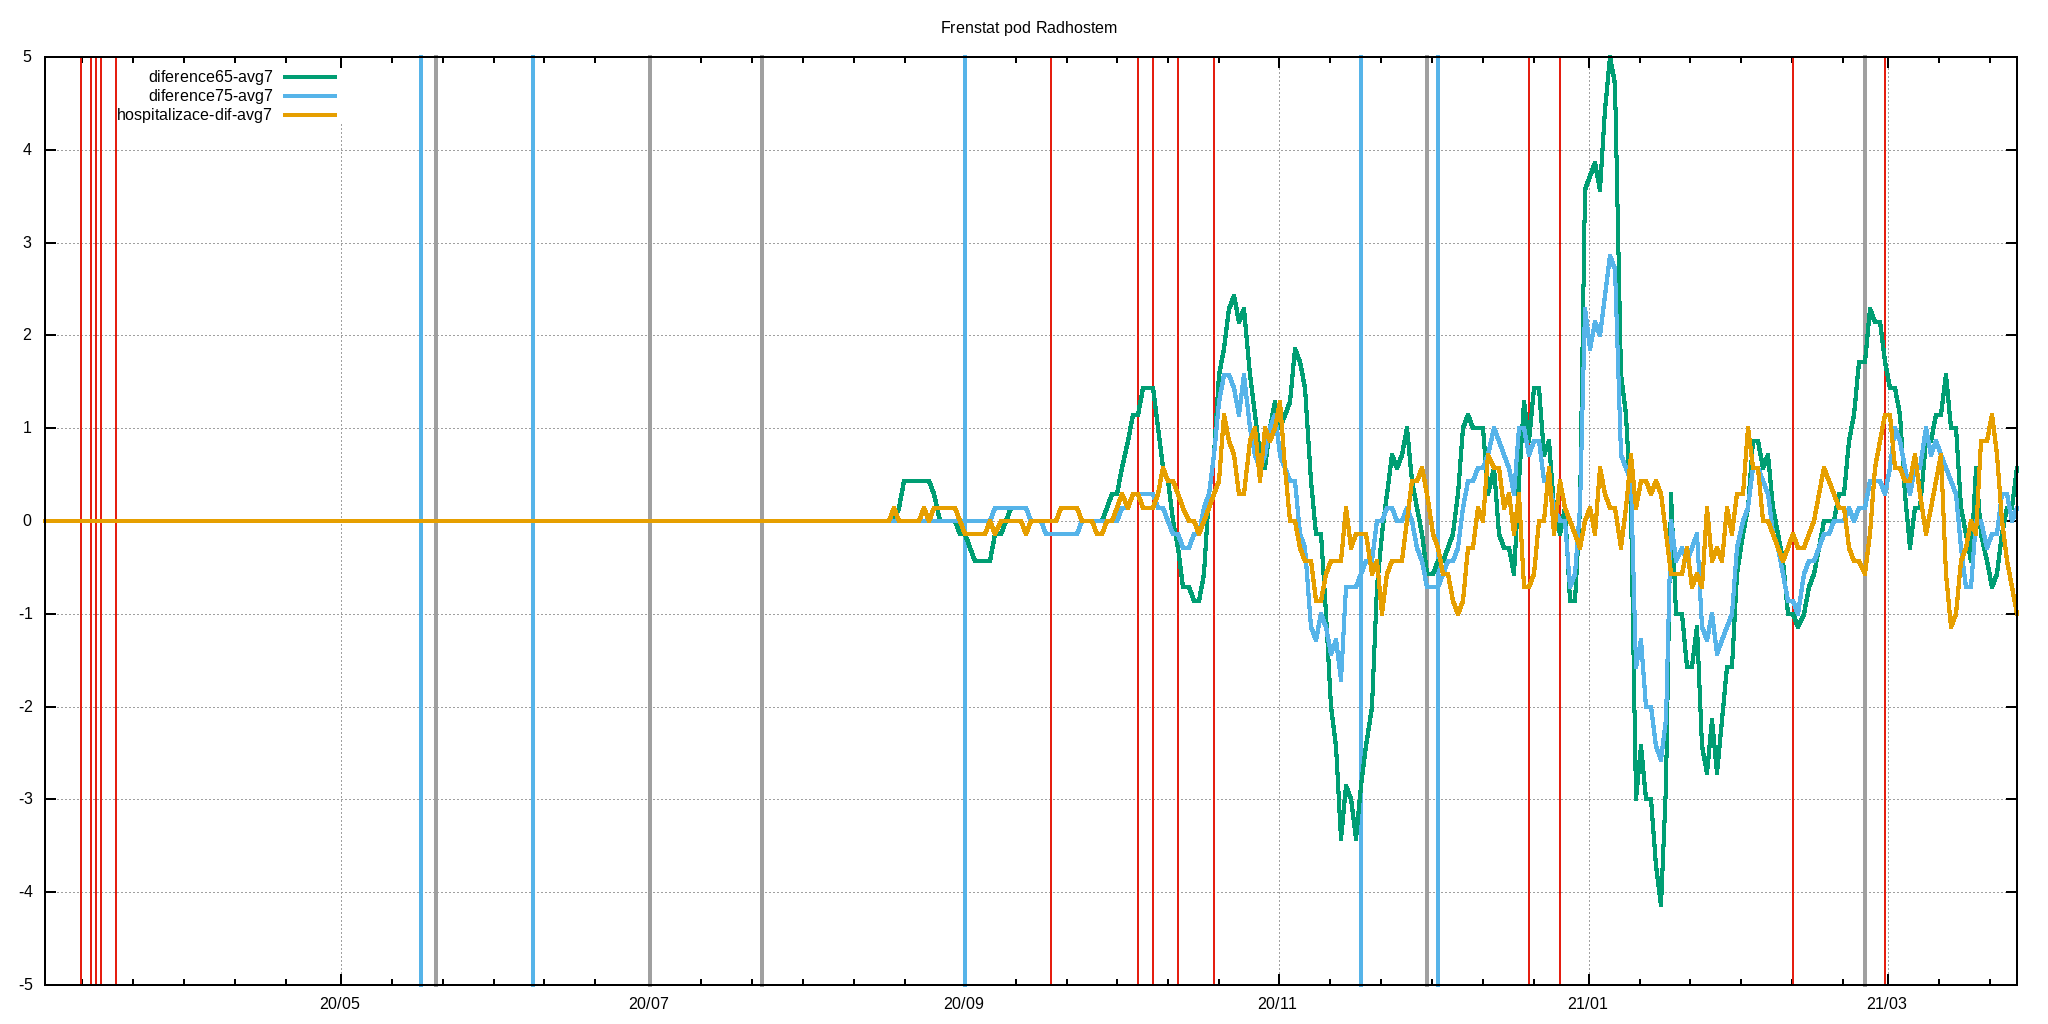 Frenstat pod Radhostem
diference65-avg7
diference75-avg7
hospitalizace-dif-avg7
5
4
3
2
1
0
-1
-2
-3
-4
-5
20/05 20/07 20/09 20/11 21/01 21/03